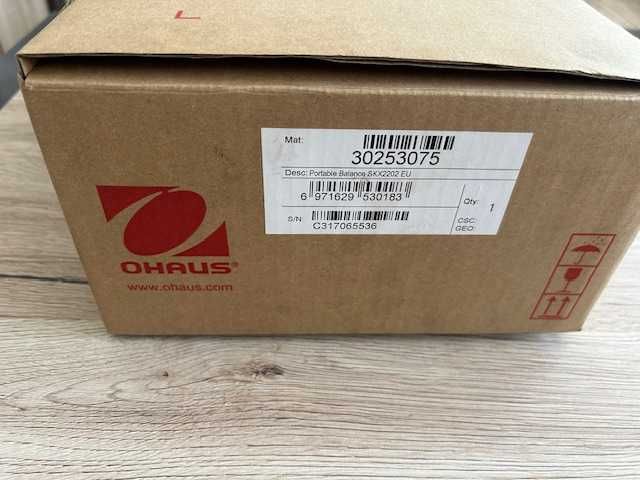 Mat:
30253075
Desc: Portable Balance SKX2202 EU
6 971629 530183
Qty: 1
S/N: C317065536
CSC:
GEO:
OHAUS®
www.ohaus.com